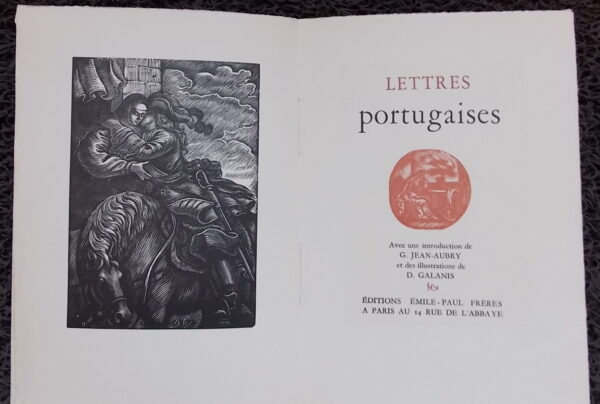 LETTRES
portugaises
Avec une introduction de
G. JEAN-AUBRY
et des illustrations de
D. GALANIS
ÉDITIONS ÉMILE-PAUL FRÈRES
A PARIS AU 14 RUE DE L'ABBAYE